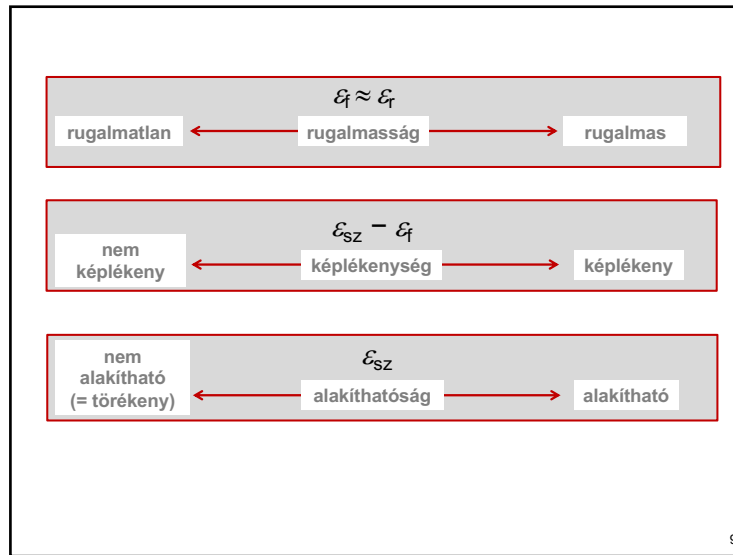 εf ≈ εr
rugalmatlan rugalmasság rugalmas
εsz − εf
nem
képlékeny képlékenység képlékeny
εsz
nem
alakítható
(= törékeny) alakíthatóság alakítható
9